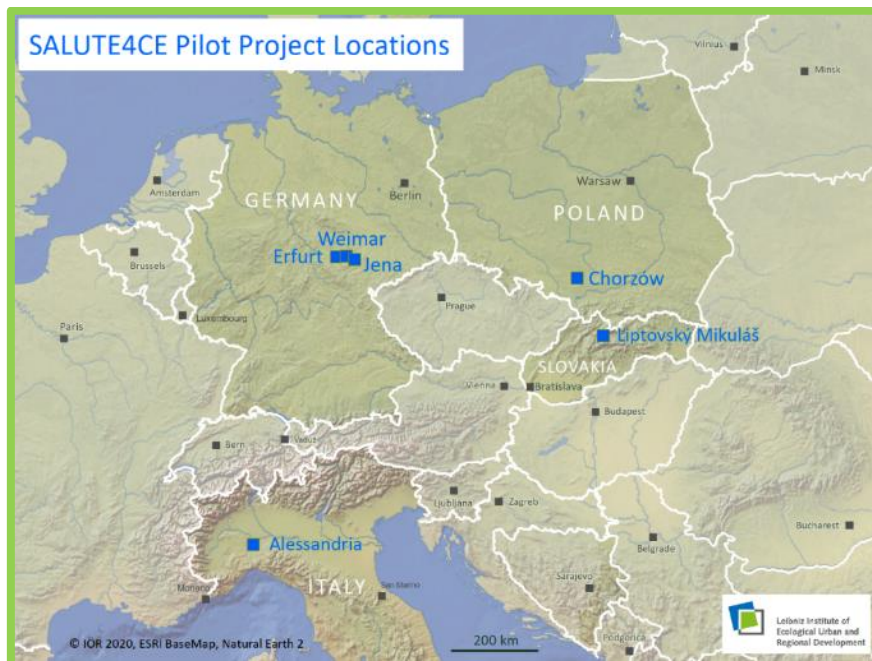 SALUTE4CE Pilot Project Locations
Vilnius
Minsk
Amsterdam
Berlin
Warsaw
GERMANY
POLAND
Weimar
Erfurt
Jena
Brussels
Chorzów
Prague
Luxembourg
Paris
Liptovský Mikuláš
SLOVAKIA
Vienna
Bratislava
Budapest
Bern
Vaduz
Ljubljana
Zagreb
Bucharest
Alessandria
Belgrade
Sarajevo
ITALY
San Marino
Monaco
Podgorica
200 km
© IÖR 2020, ESRI BaseMap, Natural Earth 2
Leibniz Institute of
Ecological Urban and
Regional Development